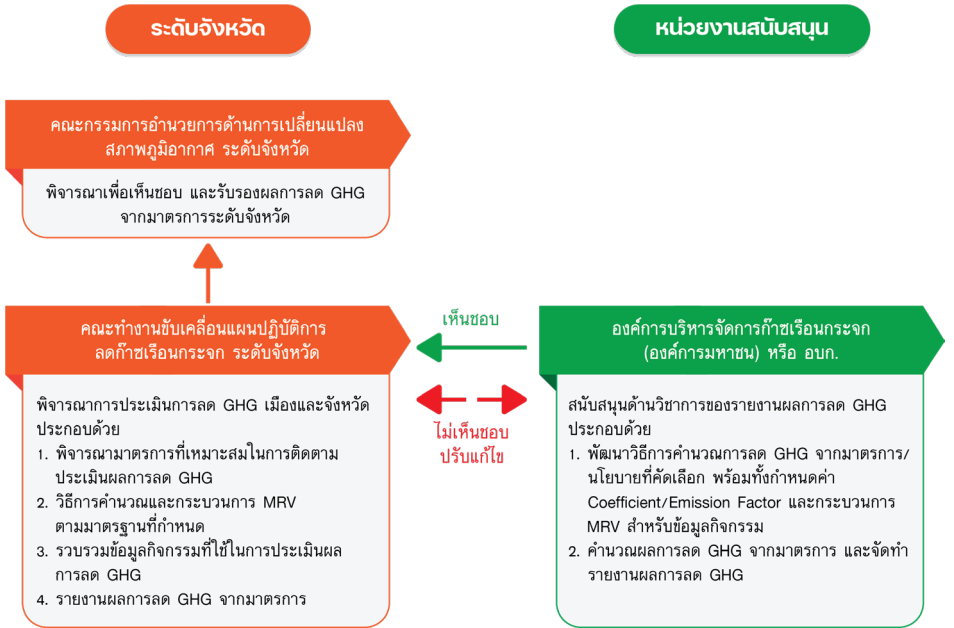 ระดับจังหวัด
หน่วยงานสนับสนุน
คณะกรรมการอำนวยการด้านการเปลี่ยนแปลง
สภาพภูมิอากาศ ระดับจังหวัด
พิจารณาเพื่อเห็นชอบ และรับรองผลการลด GHG
จากมาตรการระดับจังหวัด
คณะทำงานขับเคลื่อนแผนปฏิบัติการ
ลดก๊าซเรือนกระจก ระดับจังหวัด
พิจารณาการประเมินการลด GHG เมืองและจังหวัด
ประกอบด้วย
1. พิจารณามาตรการที่เหมาะสมในการติดตาม
ประเมินผลการลด GHG
2. วิธีการคำนวณและกระบวนการ MRV
ตามมาตรฐานที่กำหนด
3. รวบรวมข้อมูลกิจกรรมที่ใช้ในการประเมินผล
การลด GHG
4. รายงานผลการลด GHG จากมาตรการ
เห็นชอบ
ไม่เห็นชอบ
ปรับแก้ไข
องค์การบริหารจัดการก๊าซเรือนกระจก
(องค์การมหาชน) หรือ อบก.
สนับสนุนด้านวิชาการของรายงานผลการลด GHG
ประกอบด้วย
1. พัฒนาวิธีการคำนวณการลด GHG จากมาตรการ/
นโยบายที่คัดเลือก พร้อมทั้งกำหนดค่า
Coefficient/Emission Factor และกระบวนการ
MRV สำหรับข้อมูลกิจกรรม
2. คำนวณผลการลด GHG จากมาตรการ และจัดทำ
รายงานผลการลด GHG